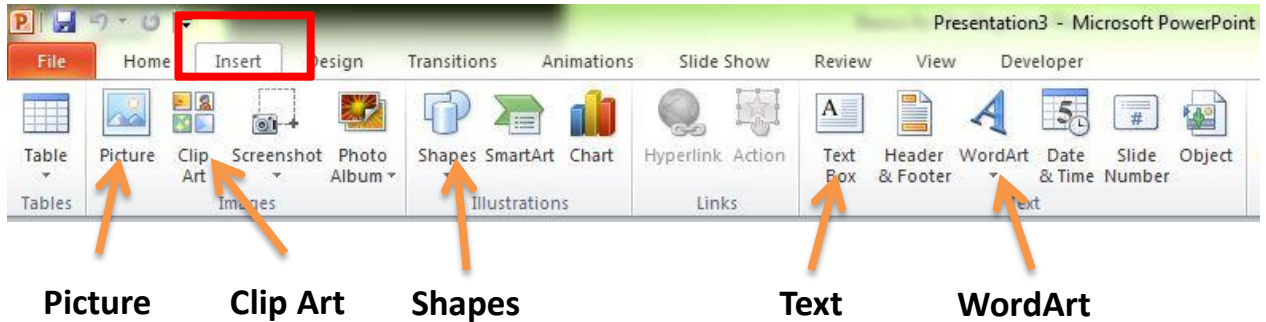 Presentation3 - Microsoft PowerPoint
File Home Insert Design Transitions Animations Slide Show Review View Developer
Table Picture Clip Art Screenshot Photo Album Shapes SmartArt Chart Hyperlink Action Text Box Header & Footer WordArt Date & Time Slide Number Object
Tables Images Illustrations Links Text
Picture Clip Art Shapes Text WordArt